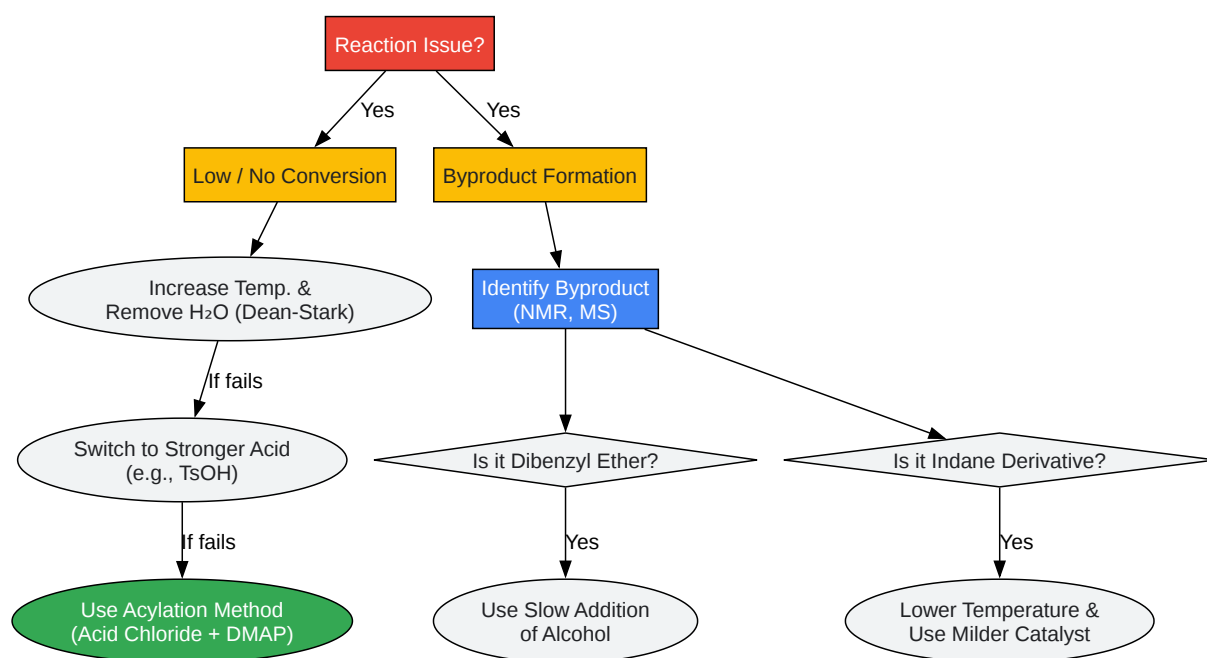 Reaction Issue?
Yes
Yes
Low / No Conversion
Byproduct Formation
Increase Temp. &
Remove H₂O (Dean-Stark)
Identify Byproduct
(NMR, MS)
If fails
Switch to Stronger Acid
(e.g., TsOH)
Is it Dibenzyl Ether?
Is it Indane Derivative?
If fails
Yes
Yes
Use Acylation Method
(Acid Chloride + DMAP)
Use Slow Addition
of Alcohol
Lower Temperature &
Use Milder Catalyst